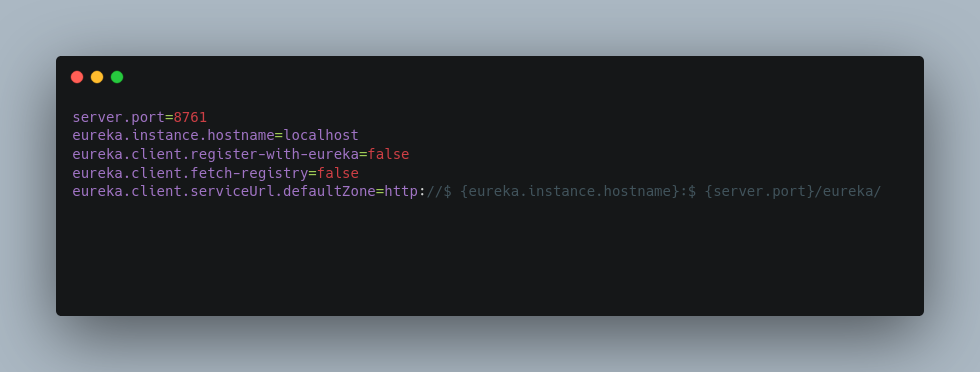 server.port=8761
eureka.instance.hostname=localhost
eureka.client.register-with-eureka=false
eureka.client.fetch-registry=false
eureka.client.serviceUrl.defaultZone=http://$ {eureka.instance.hostname}:$ {server.port}/eureka/